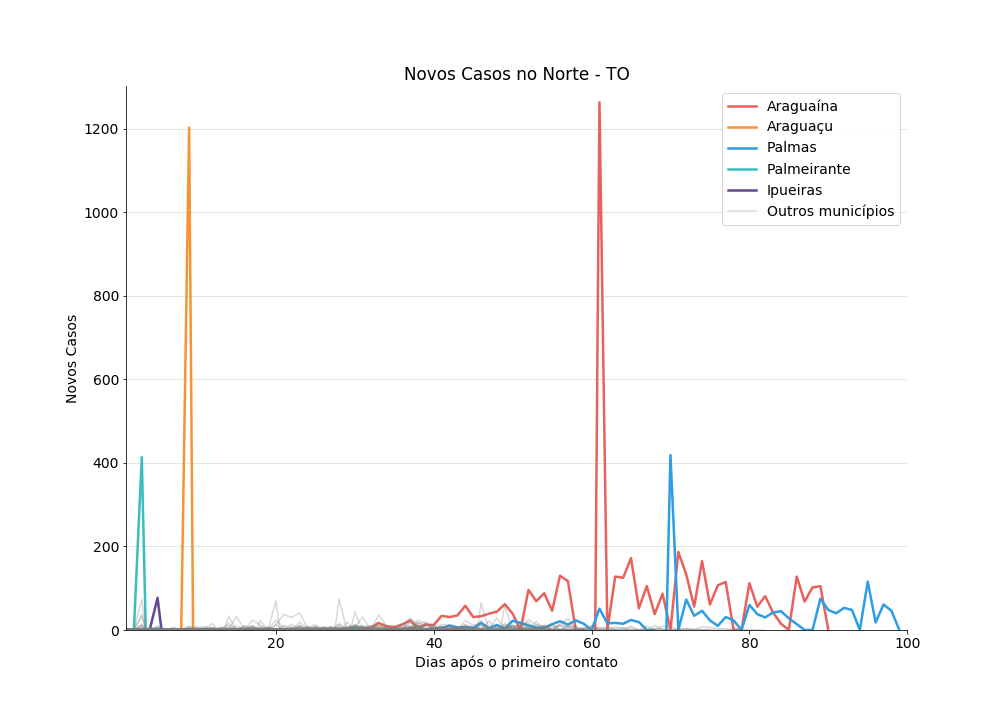 Novos Casos no Norte - TO
Araguaína
Araguaçu
Palmas
Palmeirante
Ipueiras
Outros municípios
Novos Casos
1200
1000
800
600
400
200
0
20
40
60
80
100
Dias após o primeiro contato